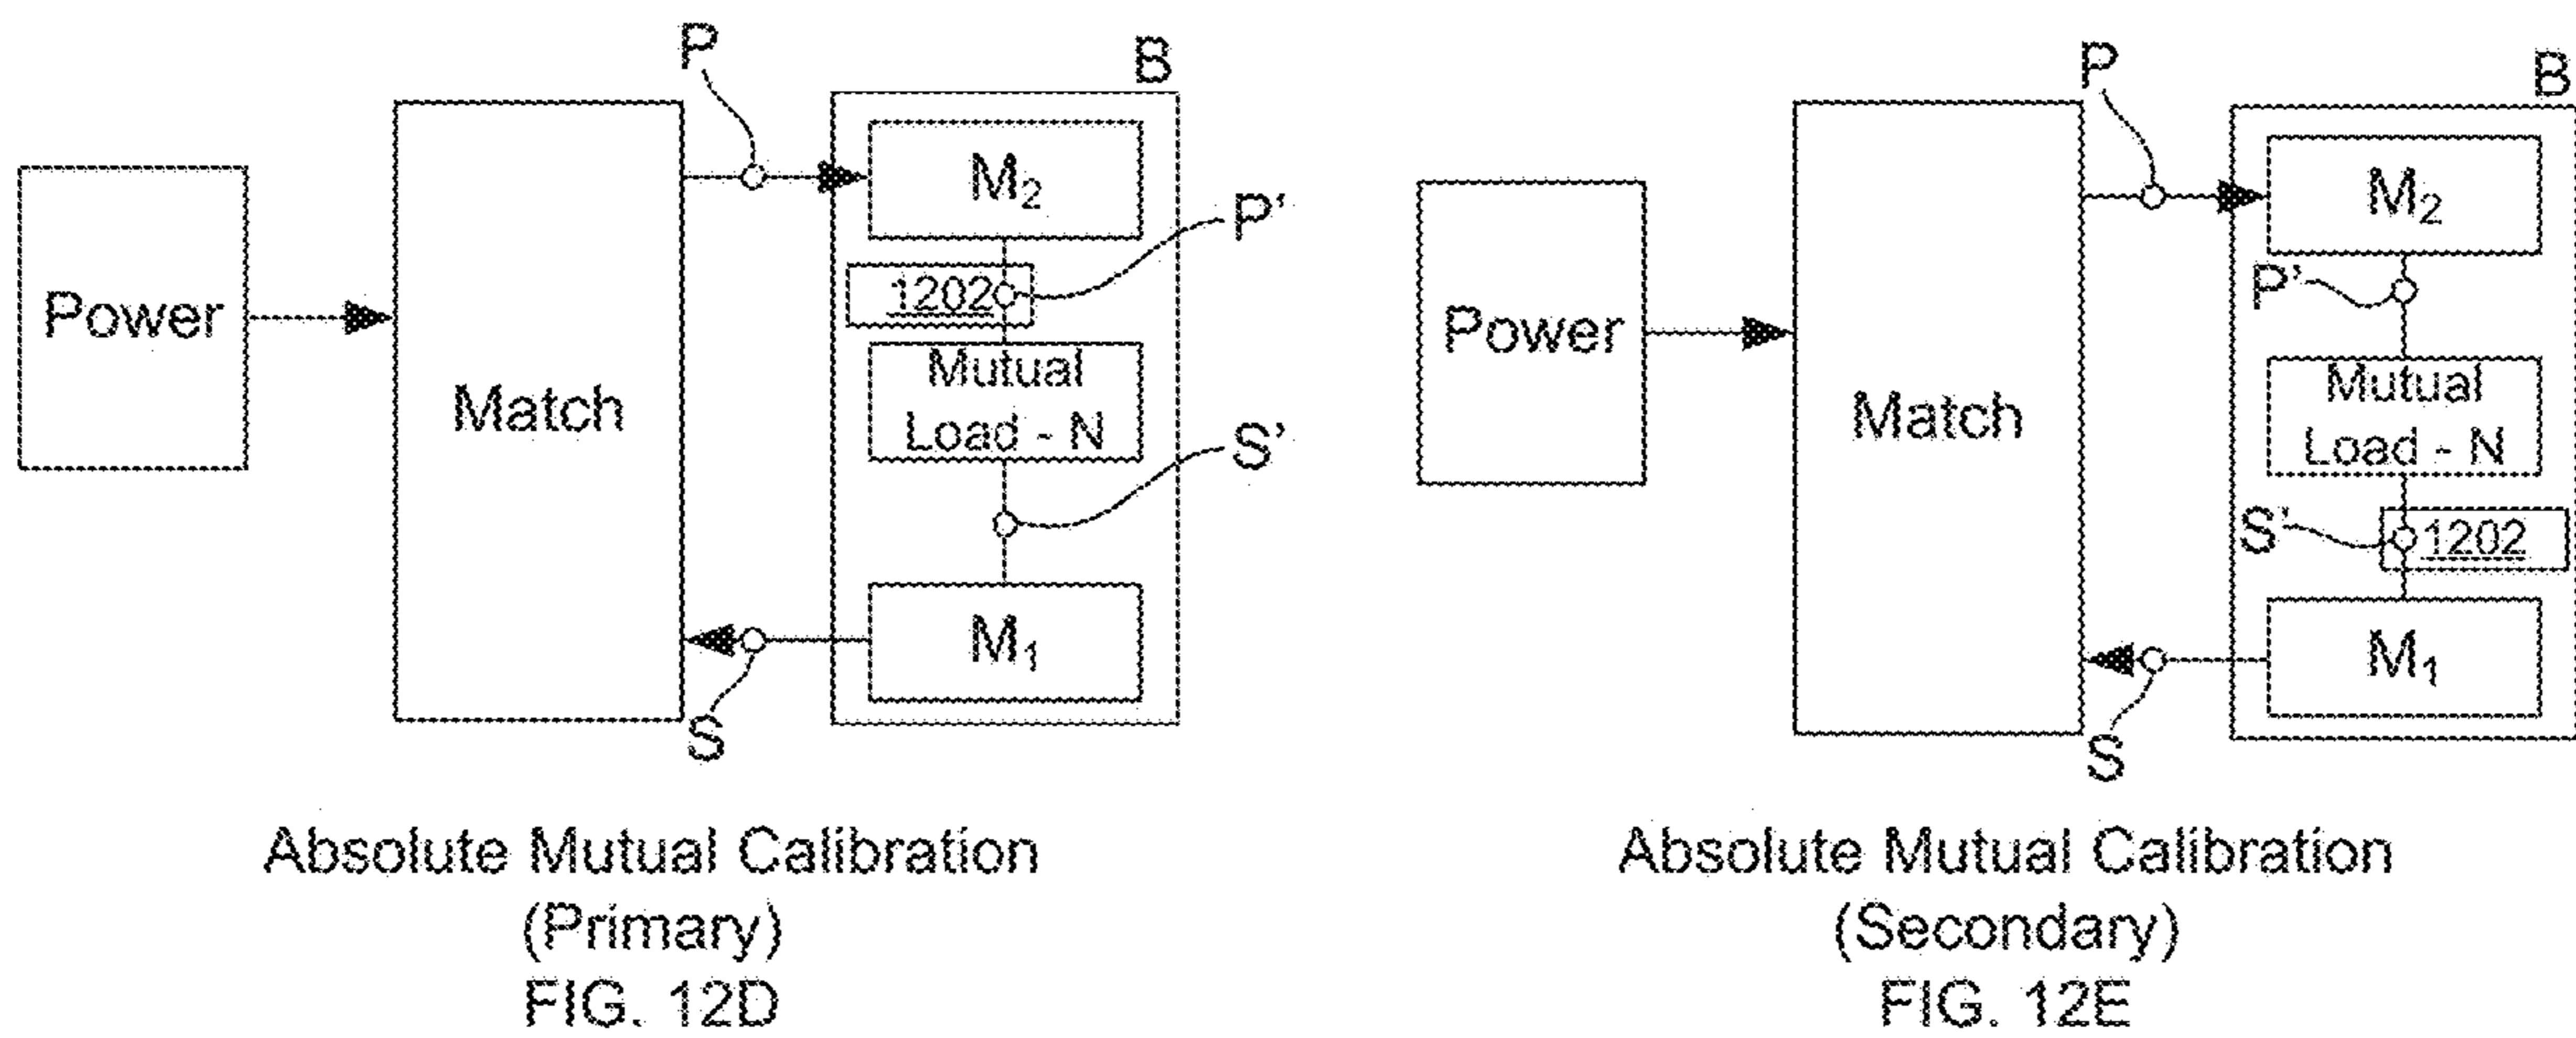 P
B
M₂
Power
1202
P'
Match
Mutual
Load - N
S'
M₁
S
Absolute Mutual Calibration
(Primary)
FIG. 12D
P
B
M₂
P'
Power
Match
Mutual
Load - N
S'
1202
M₁
S
Absolute Mutual Calibration
(Secondary)
FIG. 12E